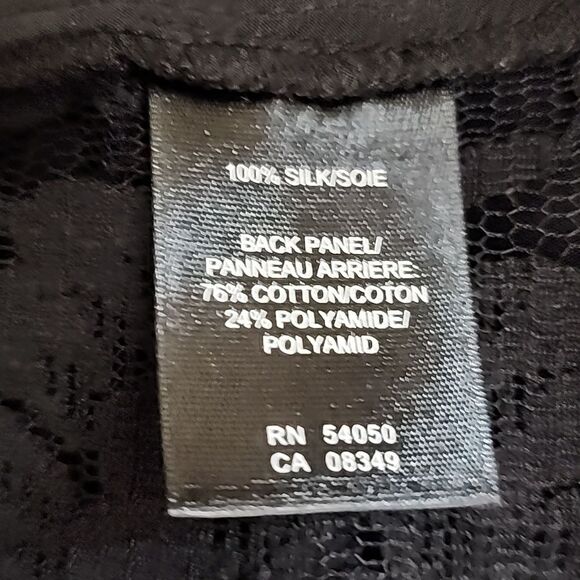 100% SILK/SOIE
BACK PANEL/
PANNEAU ARRIERE:
76% COTTON/COTON
24% POLYAMIDE/
POLYAMID
RN 54050
CA 08349